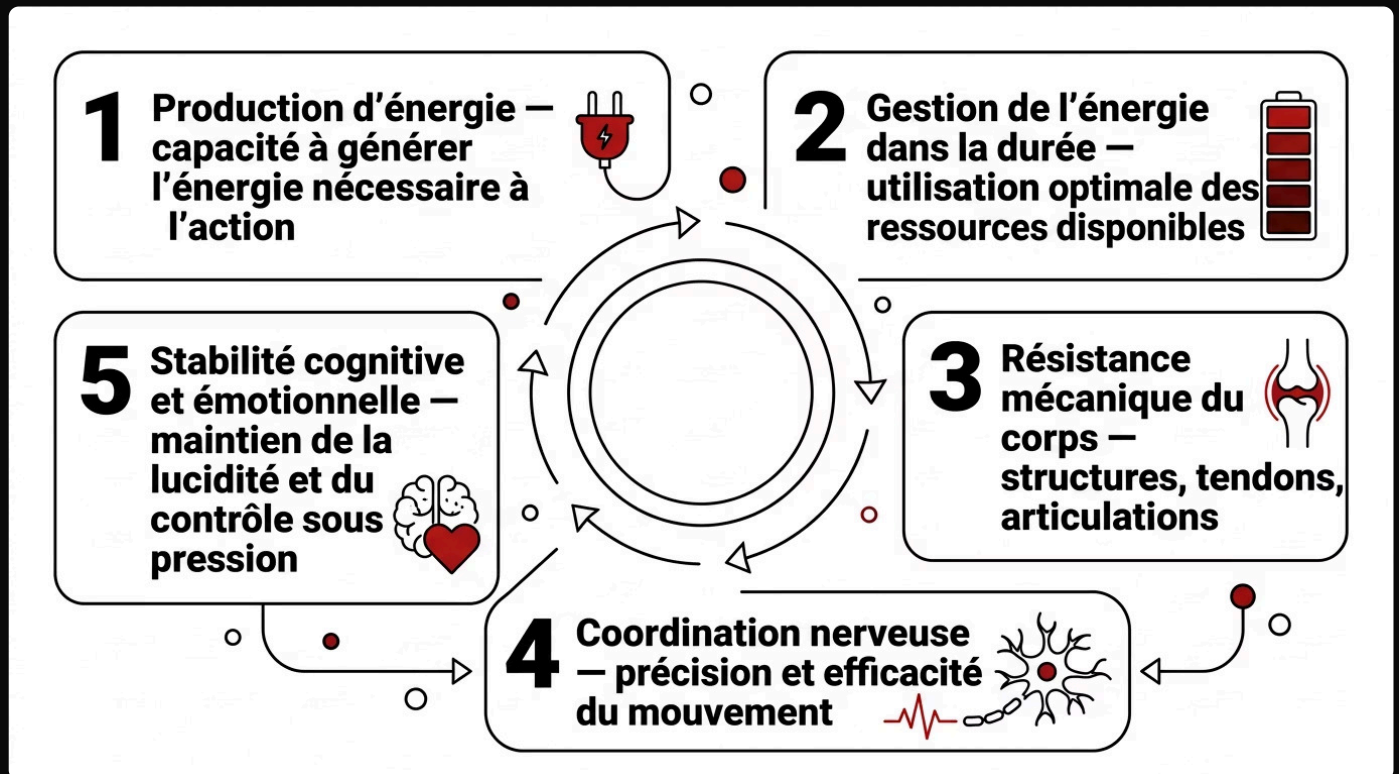 1
Production d’énergie —
capacité à générer
l’énergie nécessaire à
l’action
2
Gestion de l’énergie
dans la durée —
utilisation optimale des
ressources disponibles
3
Résistance
mécanique du
corps —
structures, tendons,
articulations
4
Coordination nerveuse
— précision et efficacité
du mouvement
5
Stabilité cognitive
et émotionnelle —
maintien de la
lucidité et du
contrôle sous
pression